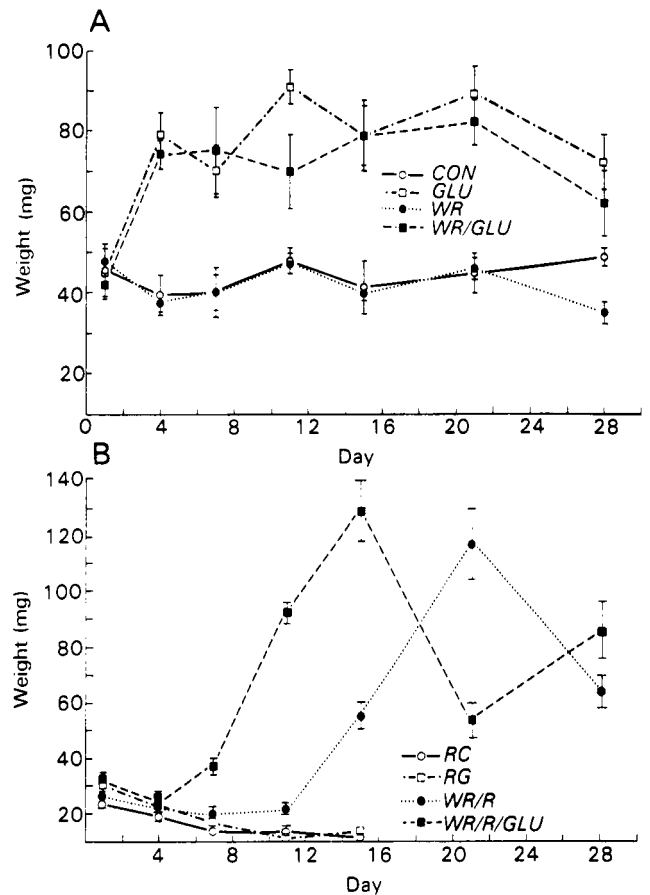 A
100
80
60
40
20
Weight (mg)
CON
GLU
WR
WR/GLU
0 4 8 12 16 20 24 28
Day
B
140
120
100
80
60
40
20
Weight (mg)
RC
RG
WR/R
WR/R/GLU
4 8 12 16 20 24 28
Day